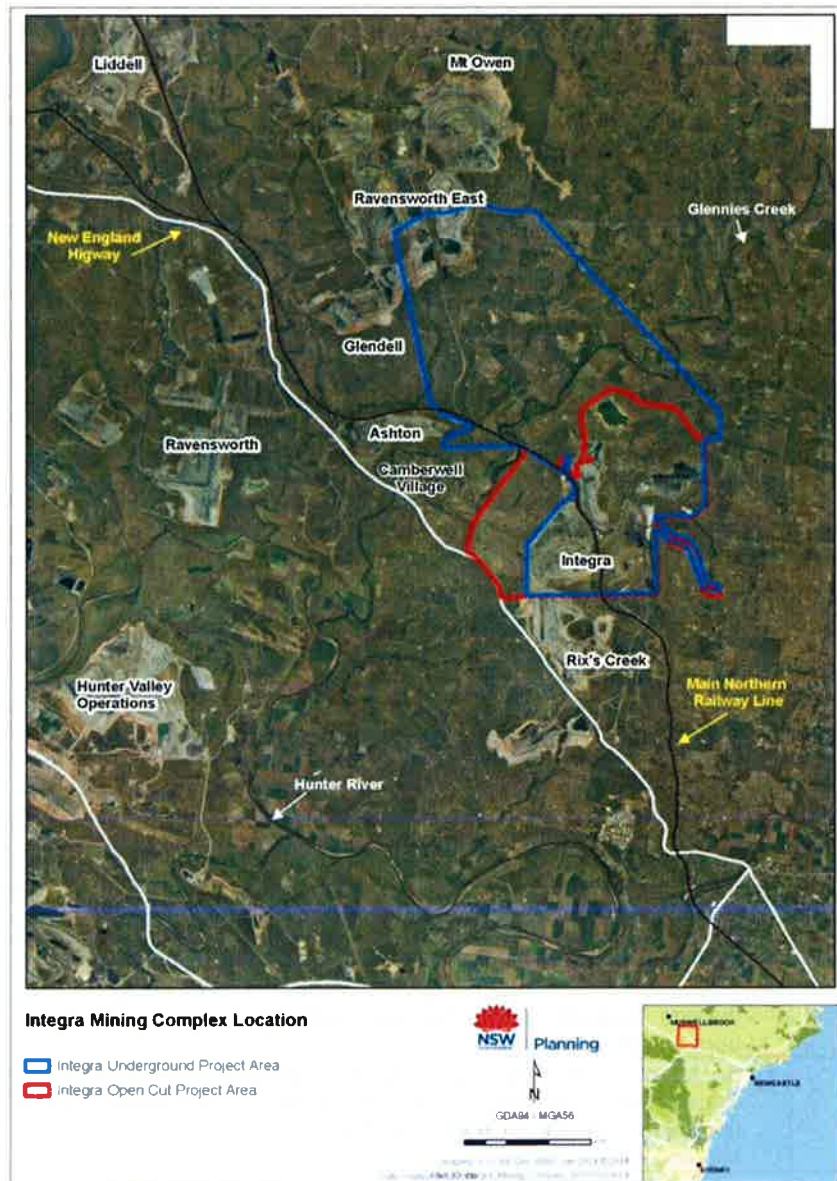 Liddell
Mt Owen
Ravensworth East
Glennies Creek
New England
Higway
Glendell
Ravensworth
Ashton
Camberwell
Village
Integra
Rix's Creek
Hunter Valley
Operations
Main Northern
Railway Line
Hunter River
Integra Mining Complex Location
Integra Underground Project Area
Integra Open Cut Project Area
NSW
Planning
N
GDA94 - MGA56
MUSWELLBROOK
NEWCASTLE
SYDNEY